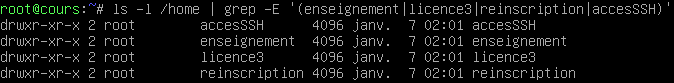 root@cours:~# ls -l /home | grep -E '(enseignement|licence3|reinscription|accesSSH)'
drwxr-xr-x 2 root accesSSH 4096 janv. 7 02:01 accesSSH
drwxr-xr-x 2 root enseignement 4096 janv. 7 02:01 enseignement
drwxr-xr-x 2 root licence3 4096 janv. 7 02:01 licence3
drwxr-xr-x 2 root reinscription 4096 janv. 7 02:01 reinscription